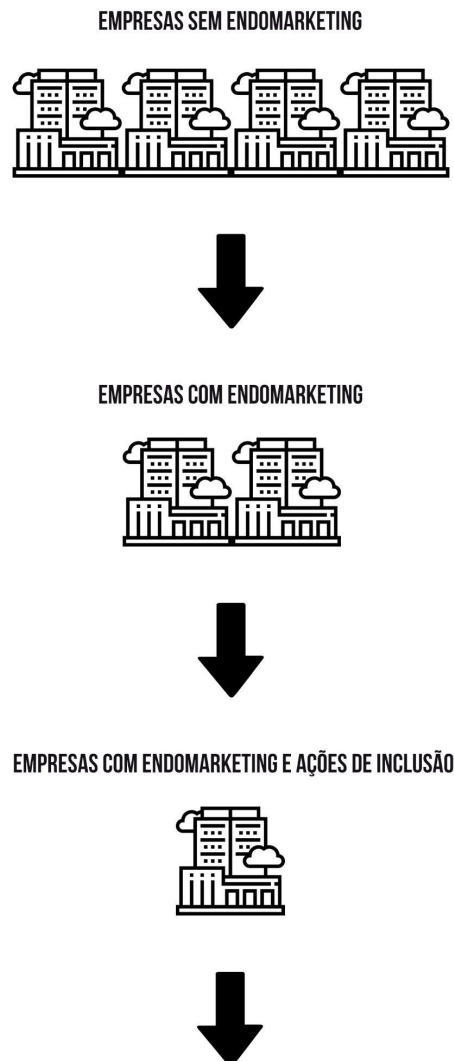 EMPRESAS SEM ENDOMARKETING
EMPRESAS COM ENDOMARKETING
EMPRESAS COM ENDOMARKETING E AÇÕES DE INCLUSÃO